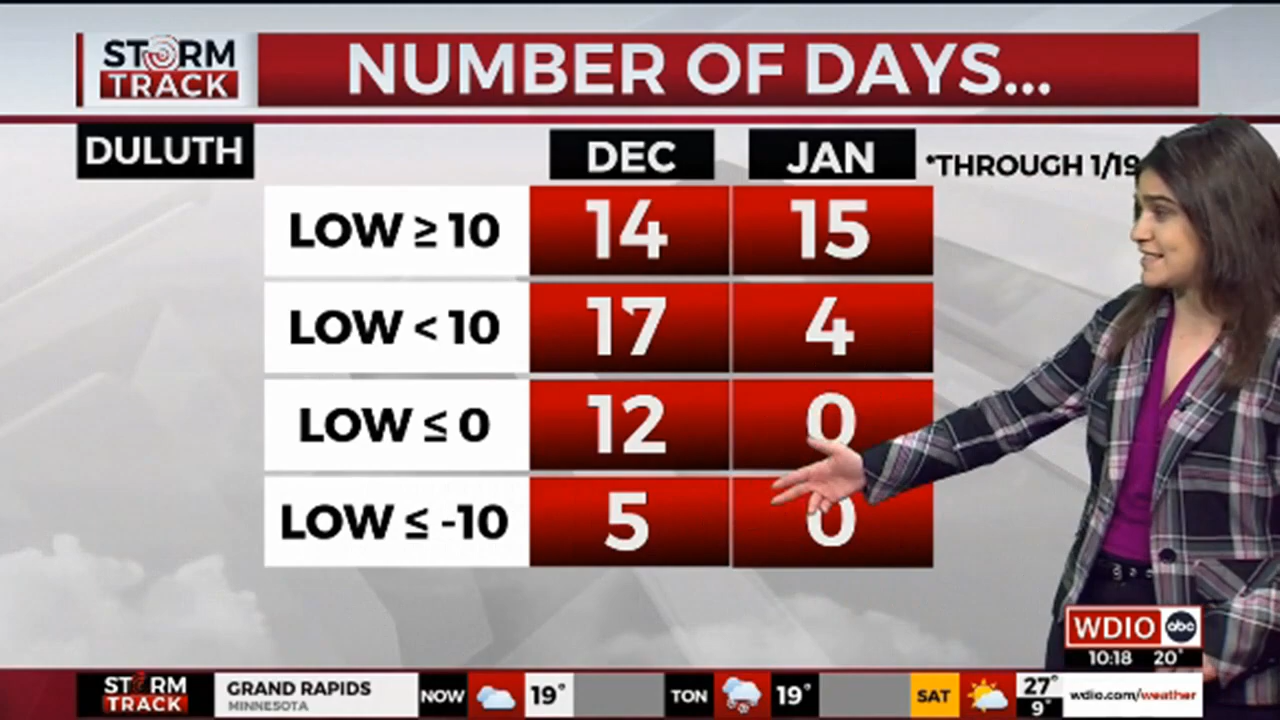 STORM TRACK
NUMBER OF DAYS...
DULUTH
DEC
JAN
*THROUGH 1/19
LOW ≥ 10
14
15
LOW < 10
17
4
LOW ≤ 0
12
0
LOW ≤ -10
5
0
WDIO abc
10:18 20°
STORM TRACK
GRAND RAPIDS
MINNESOTA
NOW
19°
TON
19°
SAT
27°
9°
wdio.com/weather